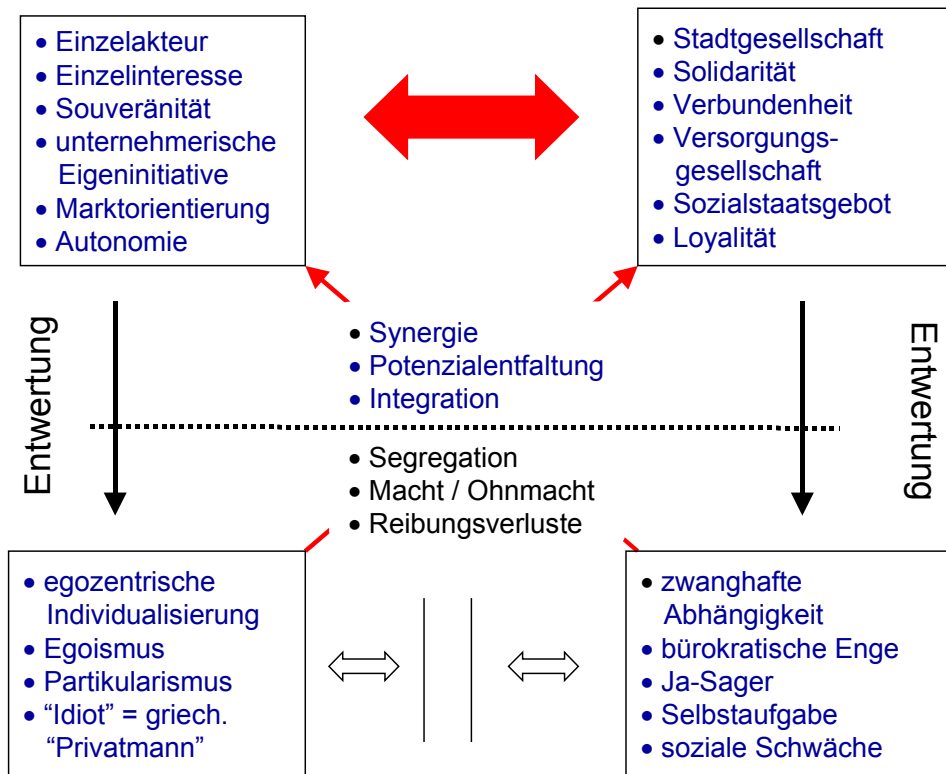 • Einzelakteur
• Einzelinteresse
• Souveränität
• unternehmerische
Eigeninitiative
• Marktorientierung
• Autonomie
• Stadtgesellschaft
• Solidarität
• Verbundenheit
• Versorgungs-
gesellschaft
• Sozialstaatsgebot
• Loyalität
Entwertung
• Synergie
• Potenzialentfaltung
• Integration
• Segregation
• Macht / Ohnmacht
• Reibungsverluste
Entwertung
• egozentrische
Individualisierung
• Egoismus
• Partikularismus
• “Idiot” = griech.
“Privatmann”
• zwanghafte
Abhängigkeit
• bürokratische Enge
• Ja-Sager
• Selbstaufgabe
• soziale Schwäche